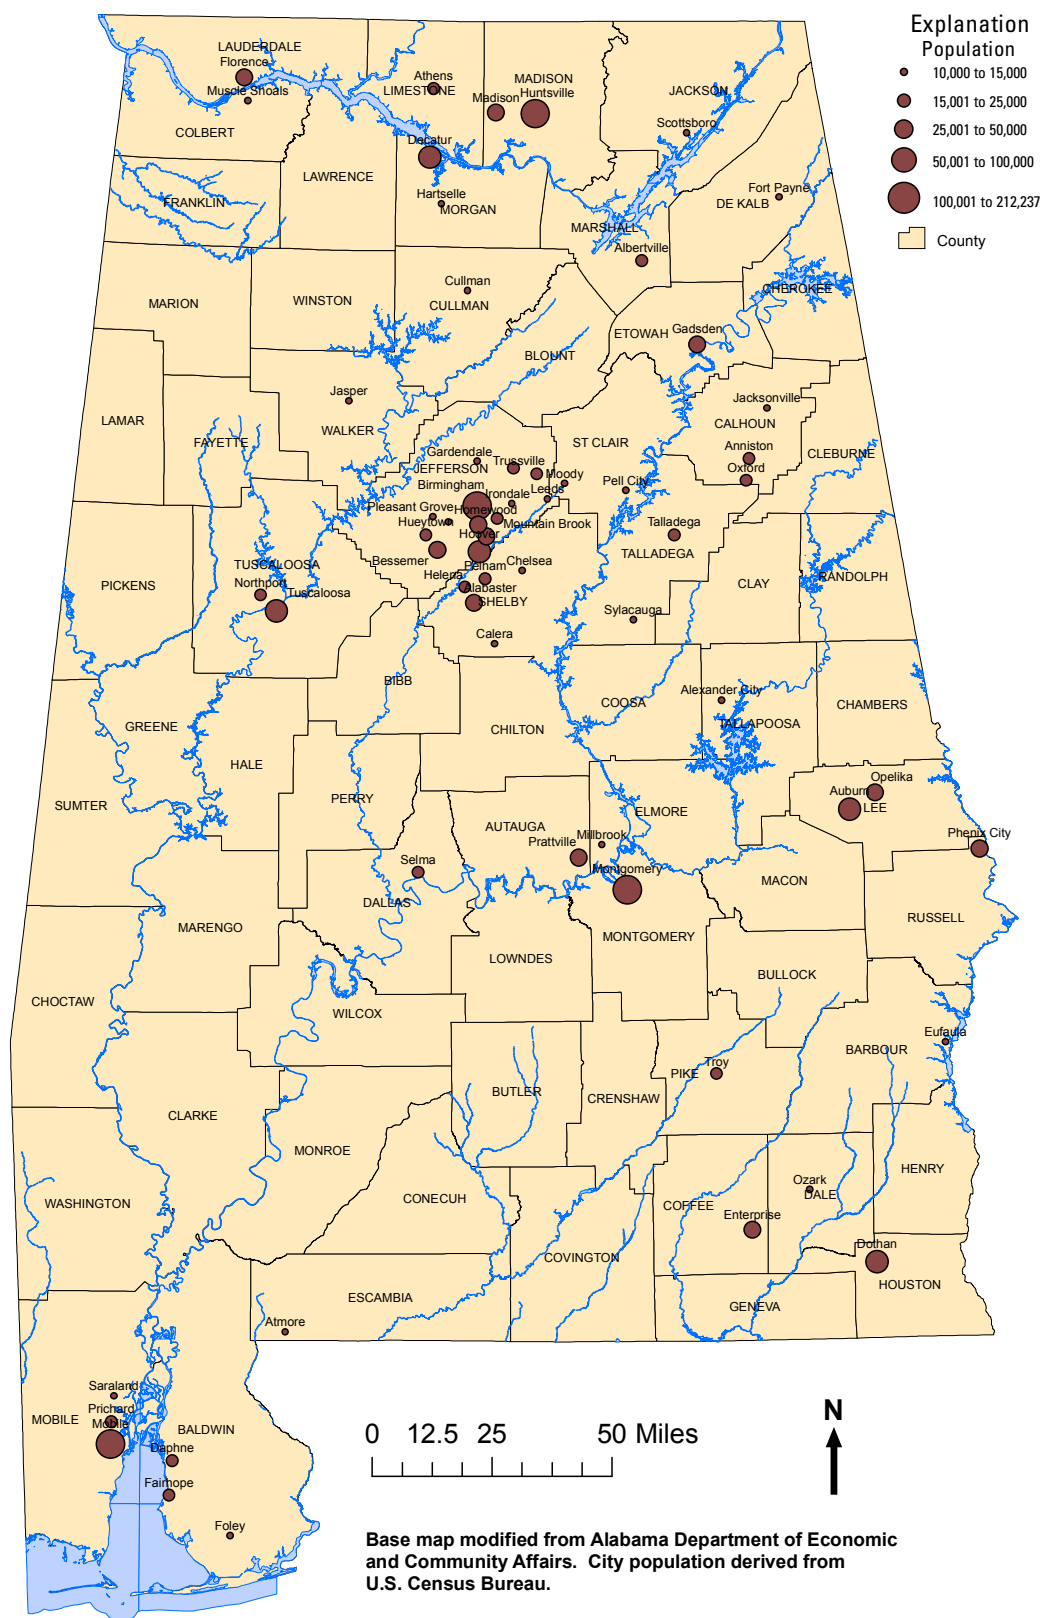 Explanation
Population
10,000 to 15,000
15,001 to 25,000
25,001 to 50,000
50,001 to 100,000
100,001 to 212,237
County
LAUDERDALE
Florence
Muscle Shoals
COLBERT
Athens
LIMESTONE
MADISON
Madison
Huntsville
JACKSON
Scottsboro
Decatur
LAWRENCE
Hartselle
MORGAN
FRANKLIN
Fort Payne
DE KALB
MARSHALL
Albertville
MARION
WINSTON
Cullman
CULLMAN
CHEROKEE
ETOWAH
Gadsden
BLOUNT
Jasper
WALKER
LAMAR
FAYETTE
Jacksonville
CALHOUN
Anniston
Oxford
CLEBURNE
ST CLAIR
Gardendale
JEFFERSON
Trussville
Moody
Birmingham
Irondale
Leeds
Pell City
Pleasant Grove
Homewood
Hueytown
Mountain Brook
Hoover
Talladega
TALLADEGA
Bessemer
Pelham
Chelsea
Helena
Alabaster
SHELBY
TUSCALOOSA
Northport
Tuscaloosa
PICKENS
CLAY
RANDOLPH
Sylacauga
Calera
BIBB
COOSA
Alexander City
TALLAPOOSA
CHAMBERS
GREENE
HALE
CHILTON
SUMTER
PERRY
Opelika
Auburn
LEE
ELMORE
AUTAUGA
Millbrook
Prattville
Phenix City
Selma
Montgomery
DALLAS
MACON
RUSSELL
MARENGO
MONTGOMERY
LOWNDES
BULLOCK
CHOCTAW
WILCOX
Eufaula
BARBOUR
Troy
PIKE
BUTLER
CRENSHAW
CLARKE
MONROE
HENRY
WASHINGTON
CONECUH
Ozark
DALE
COFFEE
Enterprise
COVINGTON
Dothan
HOUSTON
ESCAMBIA
GENEVA
Atmore
Saraland
Prichard
MOBILE
Mobile
BALDWIN
Daphne
Fairhope
Foley
0 12.5 25 50 Miles
N
Base map modified from Alabama Department of Economic
and Community Affairs. City population derived from
U.S. Census Bureau.